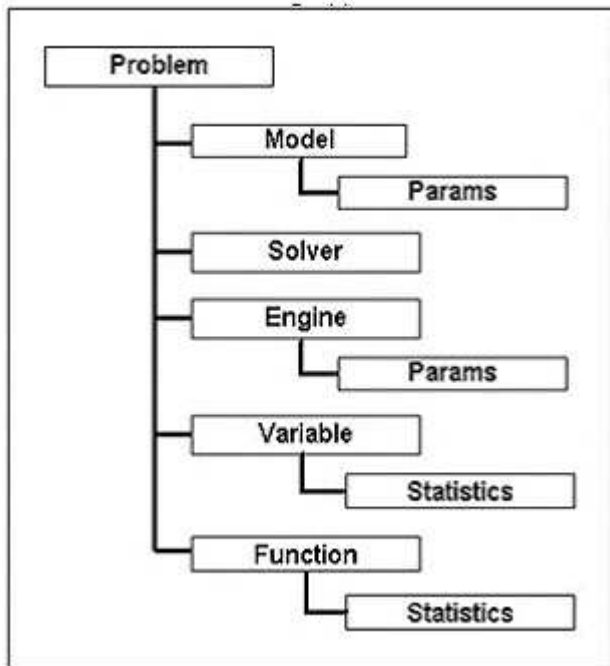 Problem
Model
Params
Solver
Engine
Params
Variable
Statistics
Function
Statistics